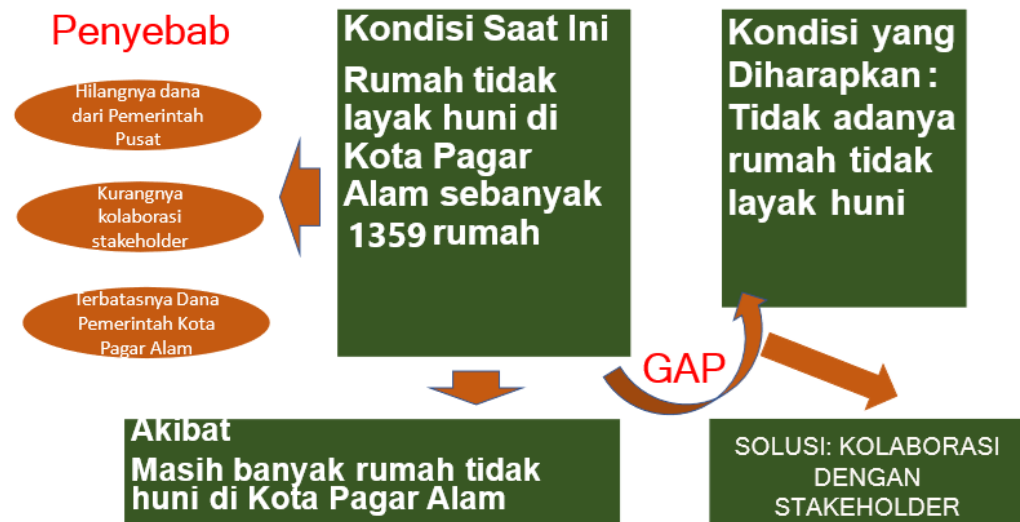 Penyebab
Hilangnya dana
dari Pemerintah
Pusat
Kurangnya
kolaborasi
stakeholder
Terbatasnya Dana
Pemerintah Kota
Pagar Alam
Kondisi Saat Ini
Rumah tidak
layak huni di
Kota Pagar
Alam sebanyak
1359 rumah
Kondisi yang
Diharapkan :
Tidak adanya
rumah tidak
layak huni
GAP
Akibat
Masih banyak rumah tidak
huni di Kota Pagar Alam
SOLUSI: KOLABORASI
DENGAN
STAKEHOLDER